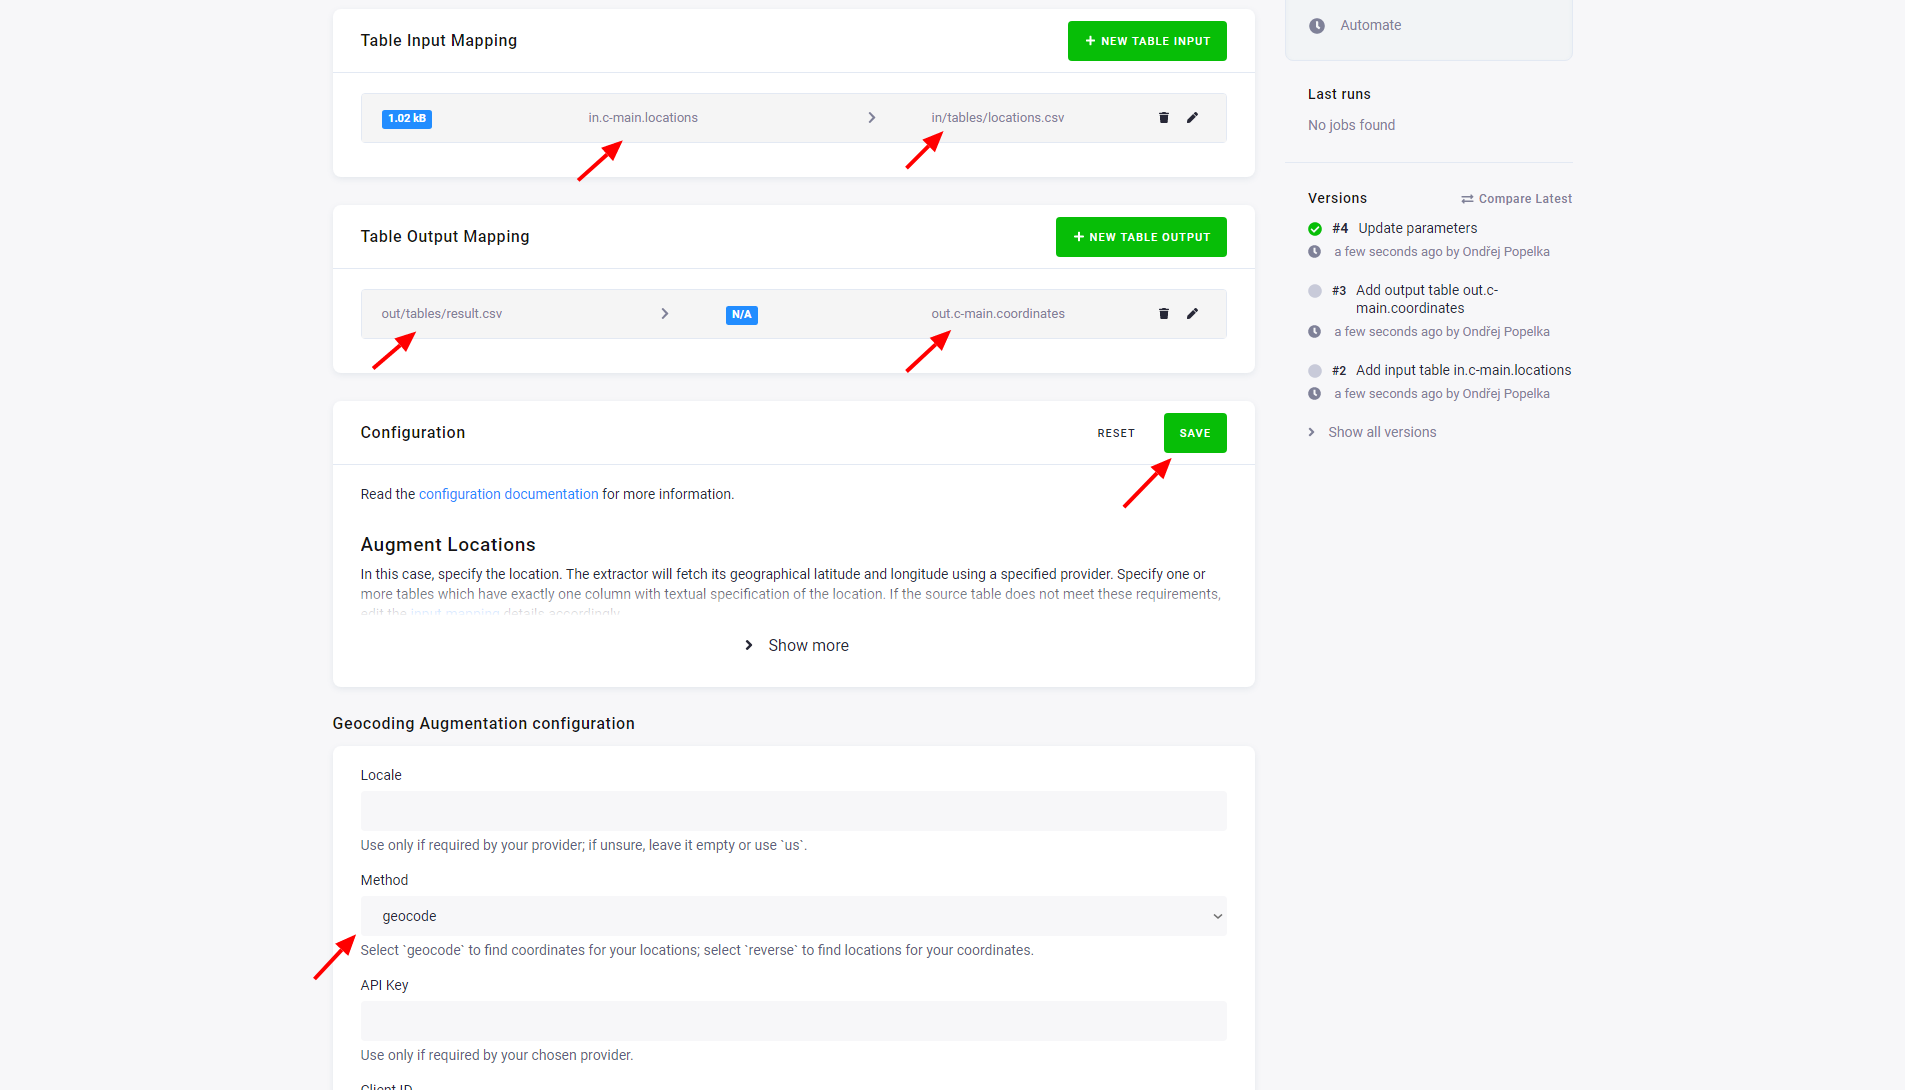 Table Input Mapping
NEW TABLE INPUT
1.02 kB
in.c-main.locations
in/tables/locations.csv
Table Output Mapping
NEW TABLE OUTPUT
out/tables/result.csv
N/A
out.c-main.coordinates
Configuration
RESET
SAVE
Read the configuration documentation for more information.
Augment Locations
In this case, specify the location. The extractor will fetch its geographical latitude and longitude using a specified provider. Specify one or
more tables which have exactly one column with textual specification of the location. If the source table does not meet these requirements,
edit the input mapping details accordingly.
Show more
Geocoding Augmentation configuration
Locale
Use only if required by your provider; if unsure, leave it empty or use `us`.
Method
geocode
Select `geocode` to find coordinates for your locations; select `reverse` to find locations for your coordinates.
API Key
Use only if required by your chosen provider.
Client ID
Automate
Last runs
No jobs found
Versions
Compare Latest
#4 Update parameters
a few seconds ago by Ondřej Popelka
#3 Add output table out.c-
main.coordinates
a few seconds ago by Ondřej Popelka
#2 Add input table in.c-main.locations
a few seconds ago by Ondřej Popelka
Show all versions